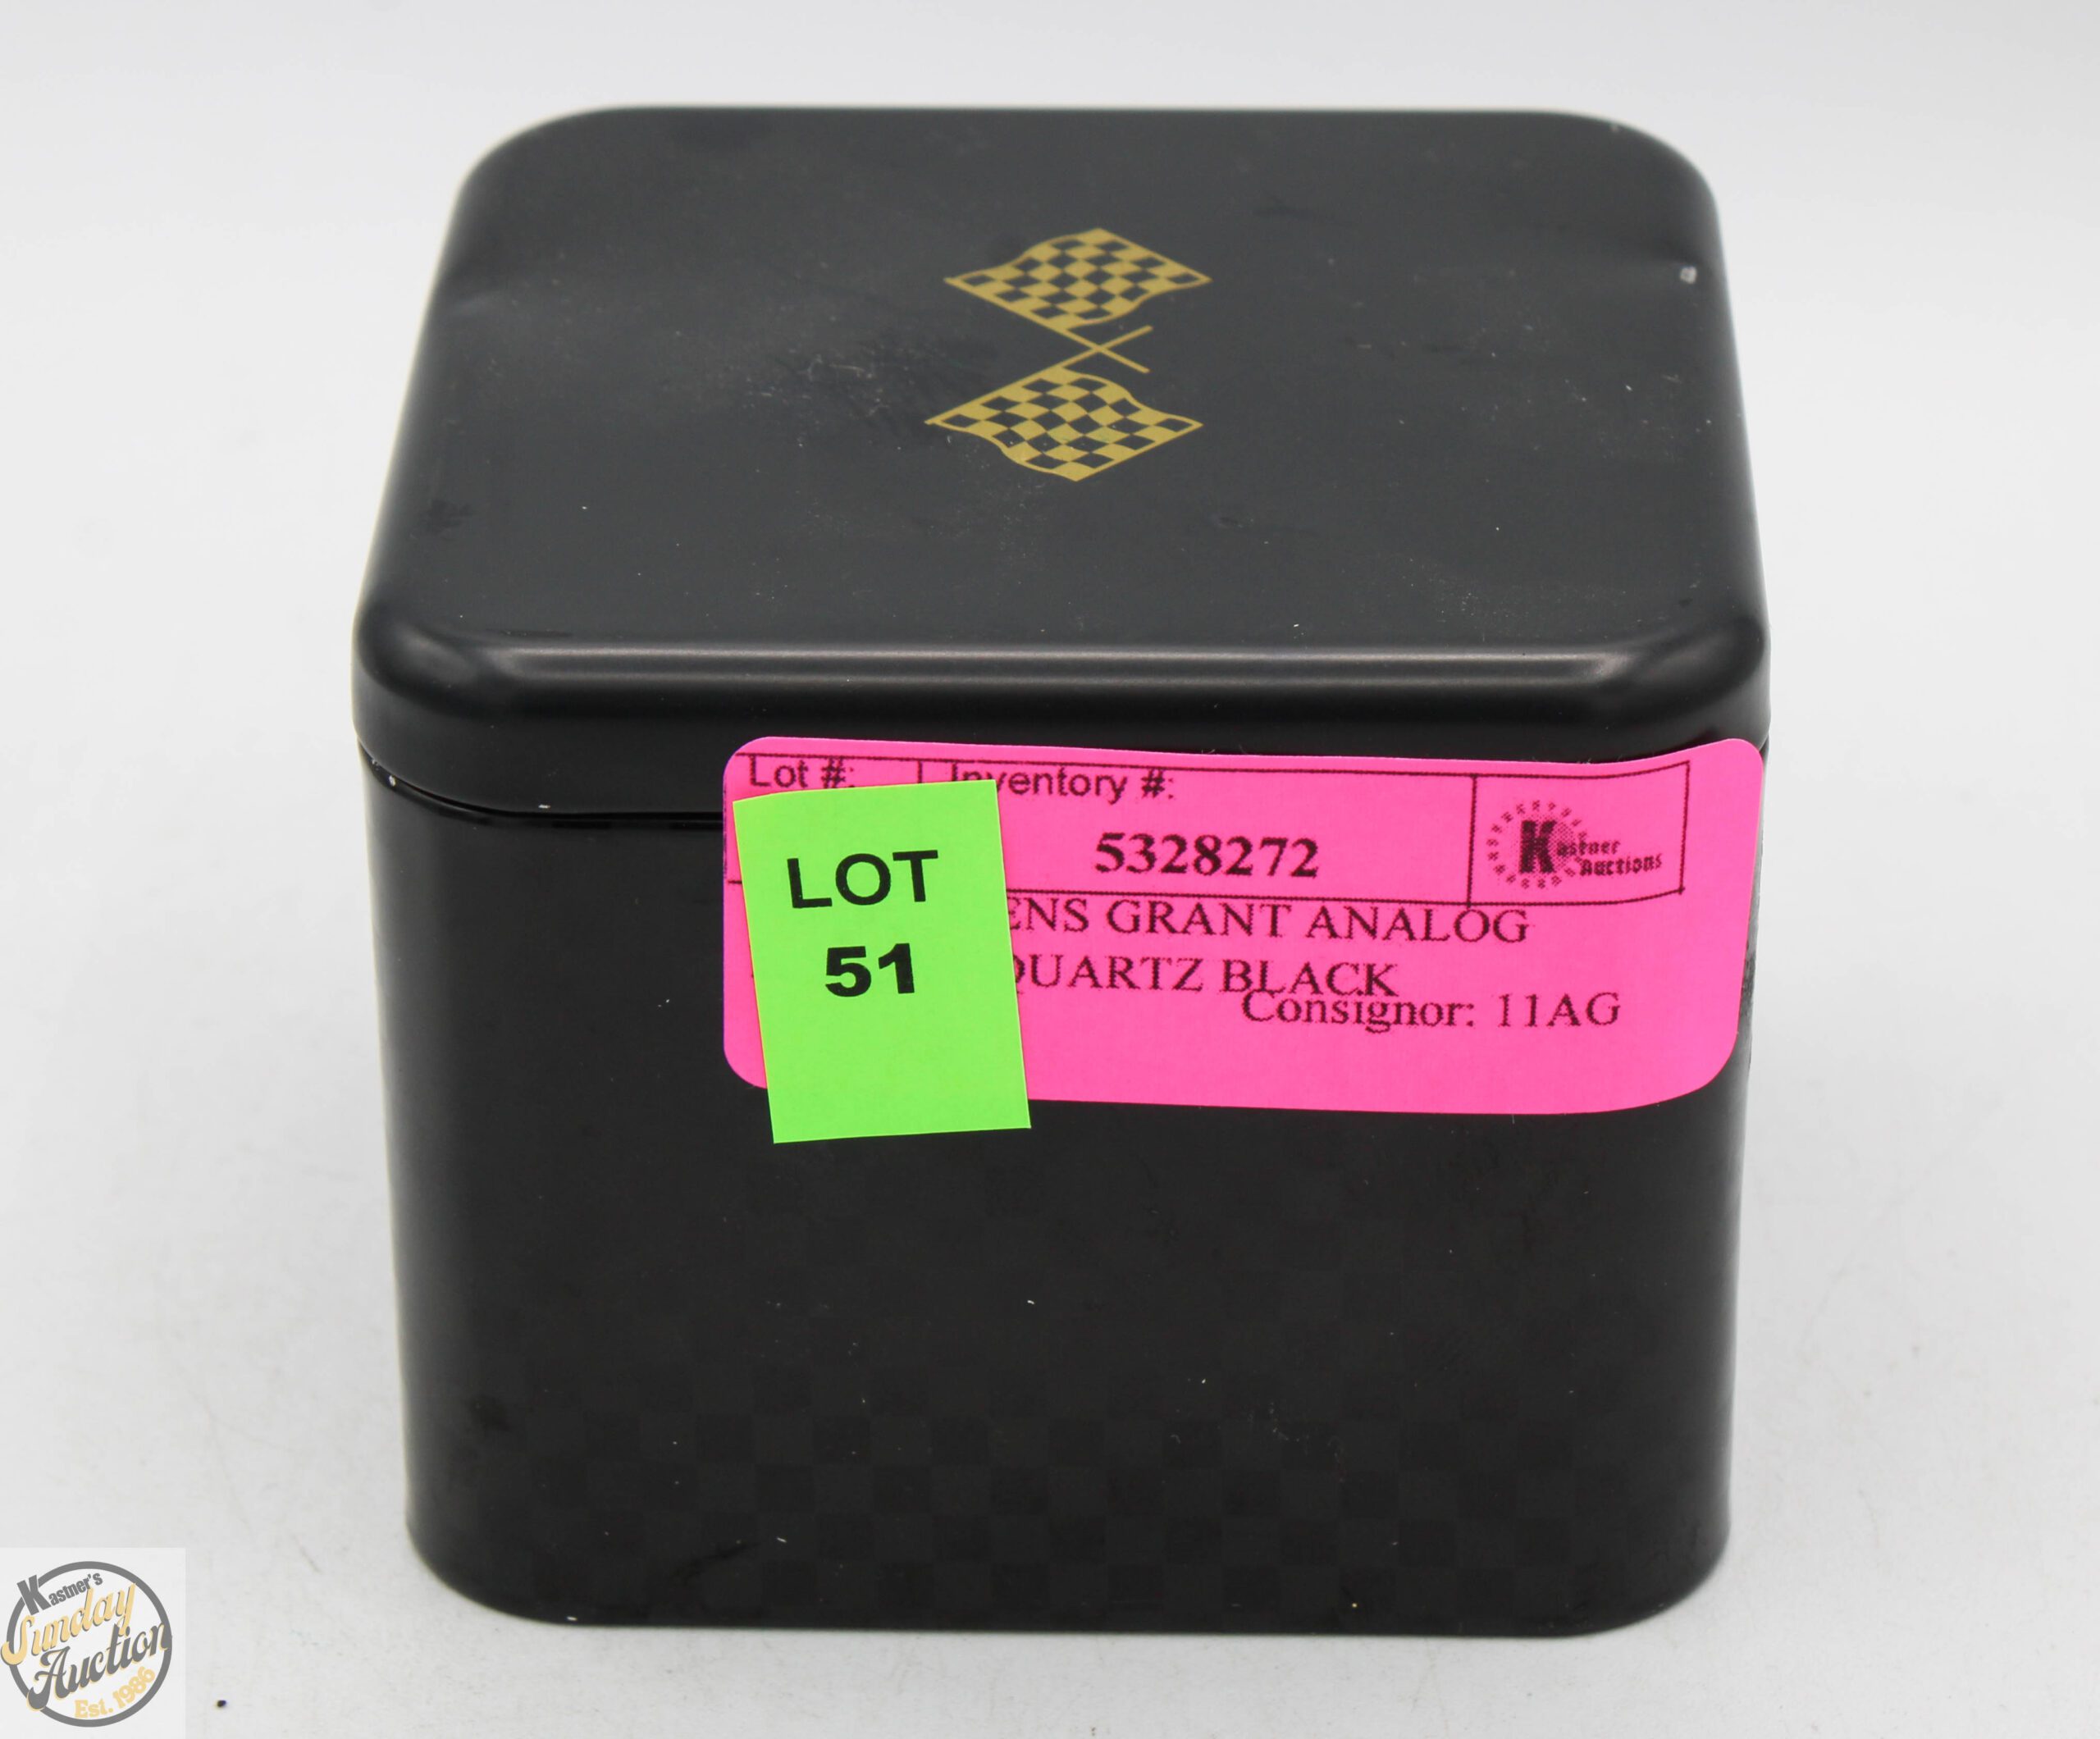 Lot #:
Inventory #:
5328272
Kastner
Auctions
LOT
51
ENS GRANT ANALOG
QUARTZ BLACK
Consignor: 11AG
Kastner's
Sunday
Auction
Est. 1986